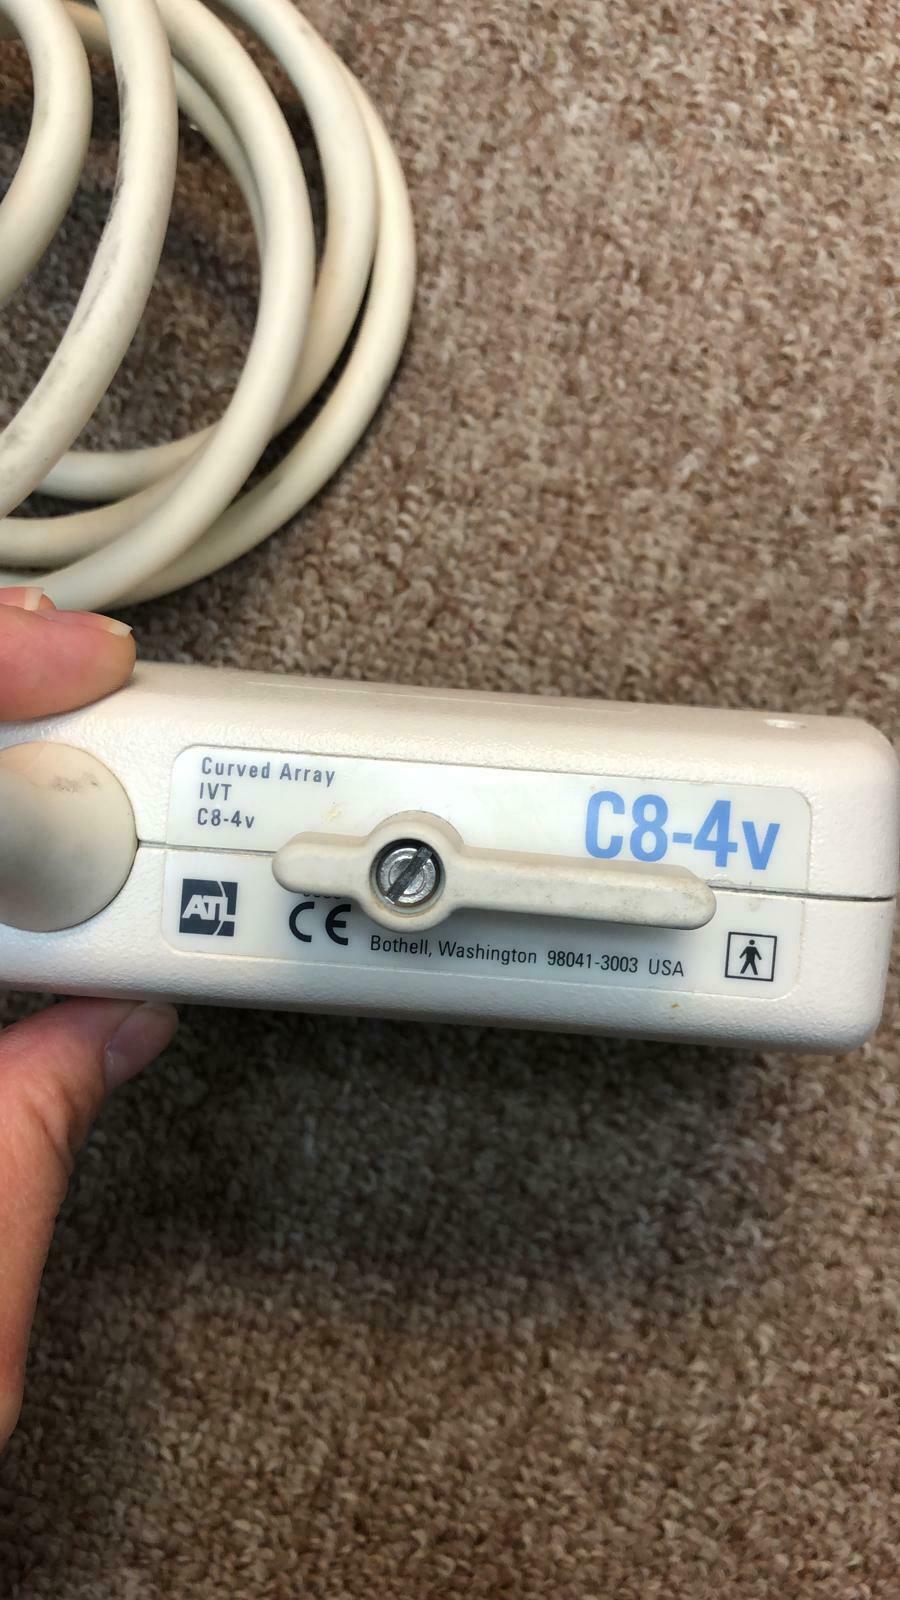 Curved Array
IVT
C8-4v
C8-4v
ATL
CE
Bothell, Washington 98041-3003 USA